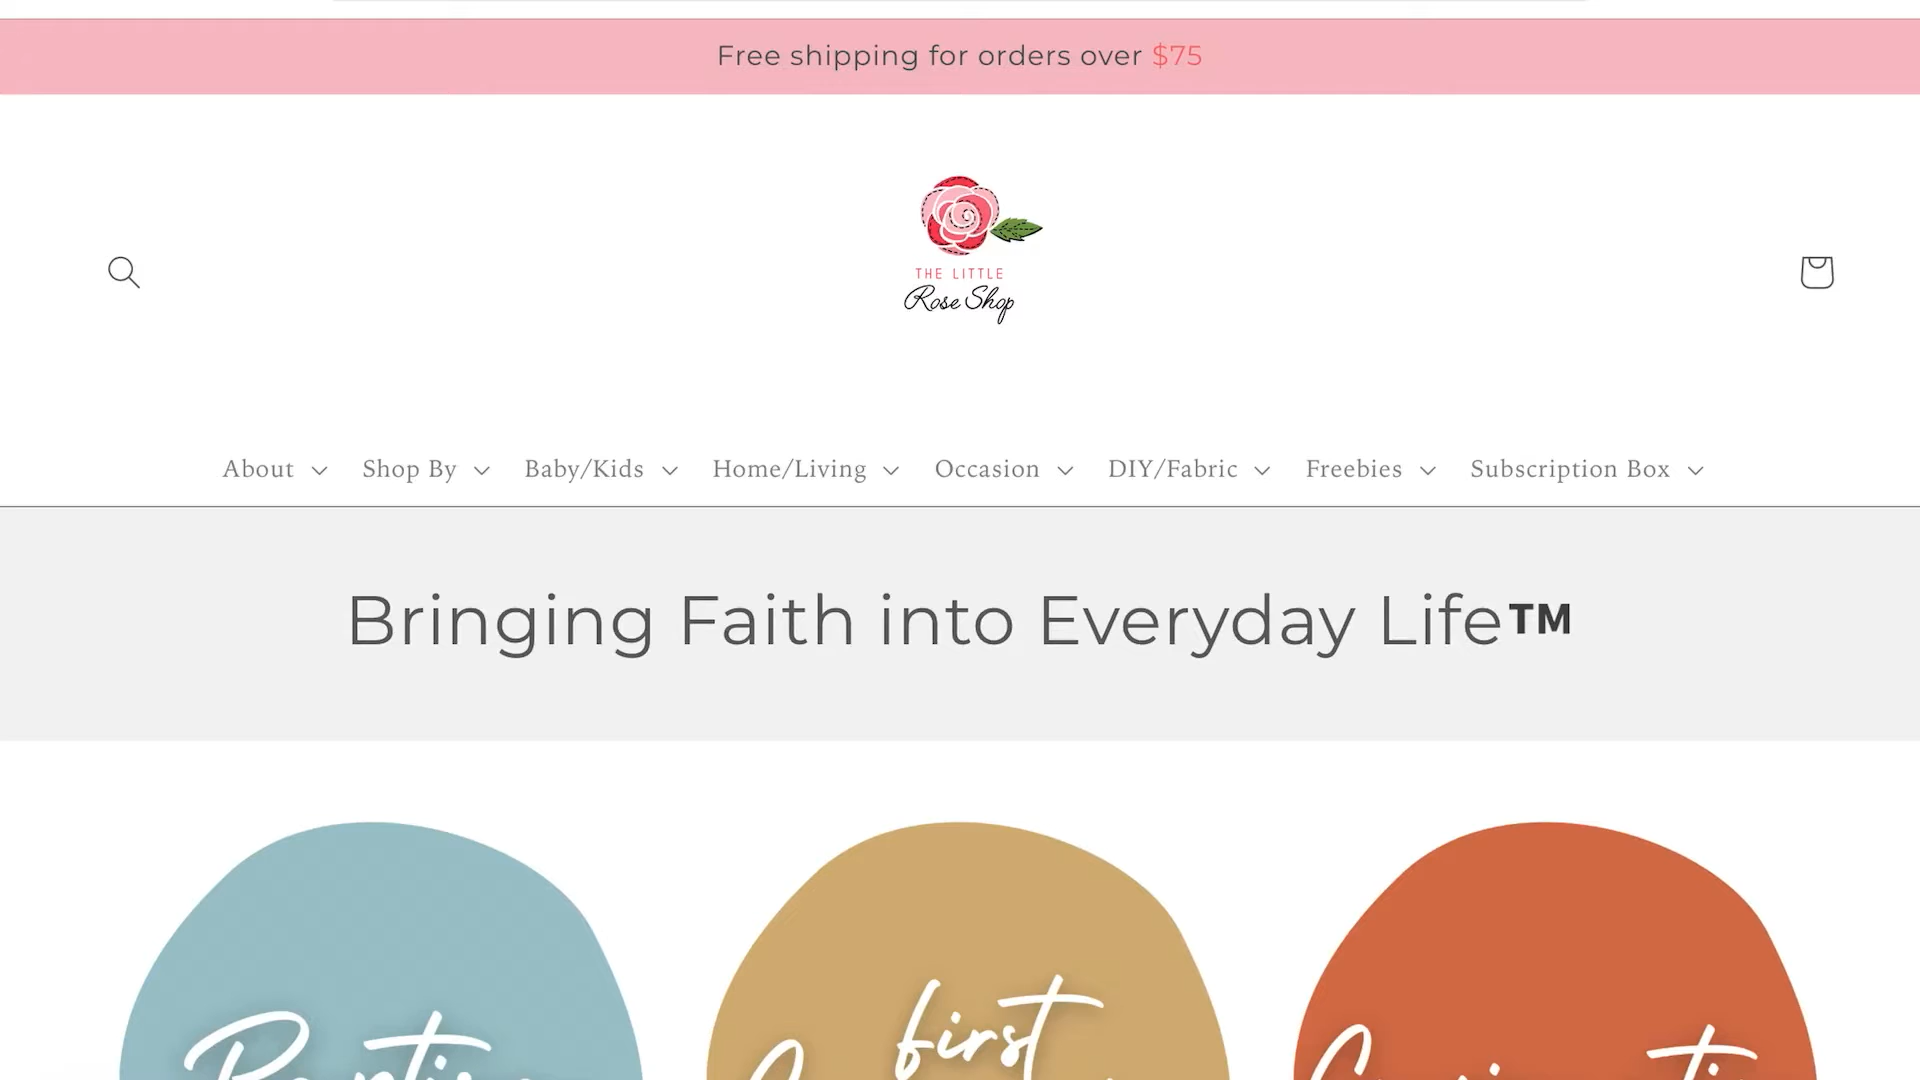 Free shipping for orders over $75
THE LITTLE
Rose Shop
About Shop By Baby/Kids Home/Living Occasion DIY/Fabric Freebies Subscription Box
Bringing Faith into Everyday Life™
first